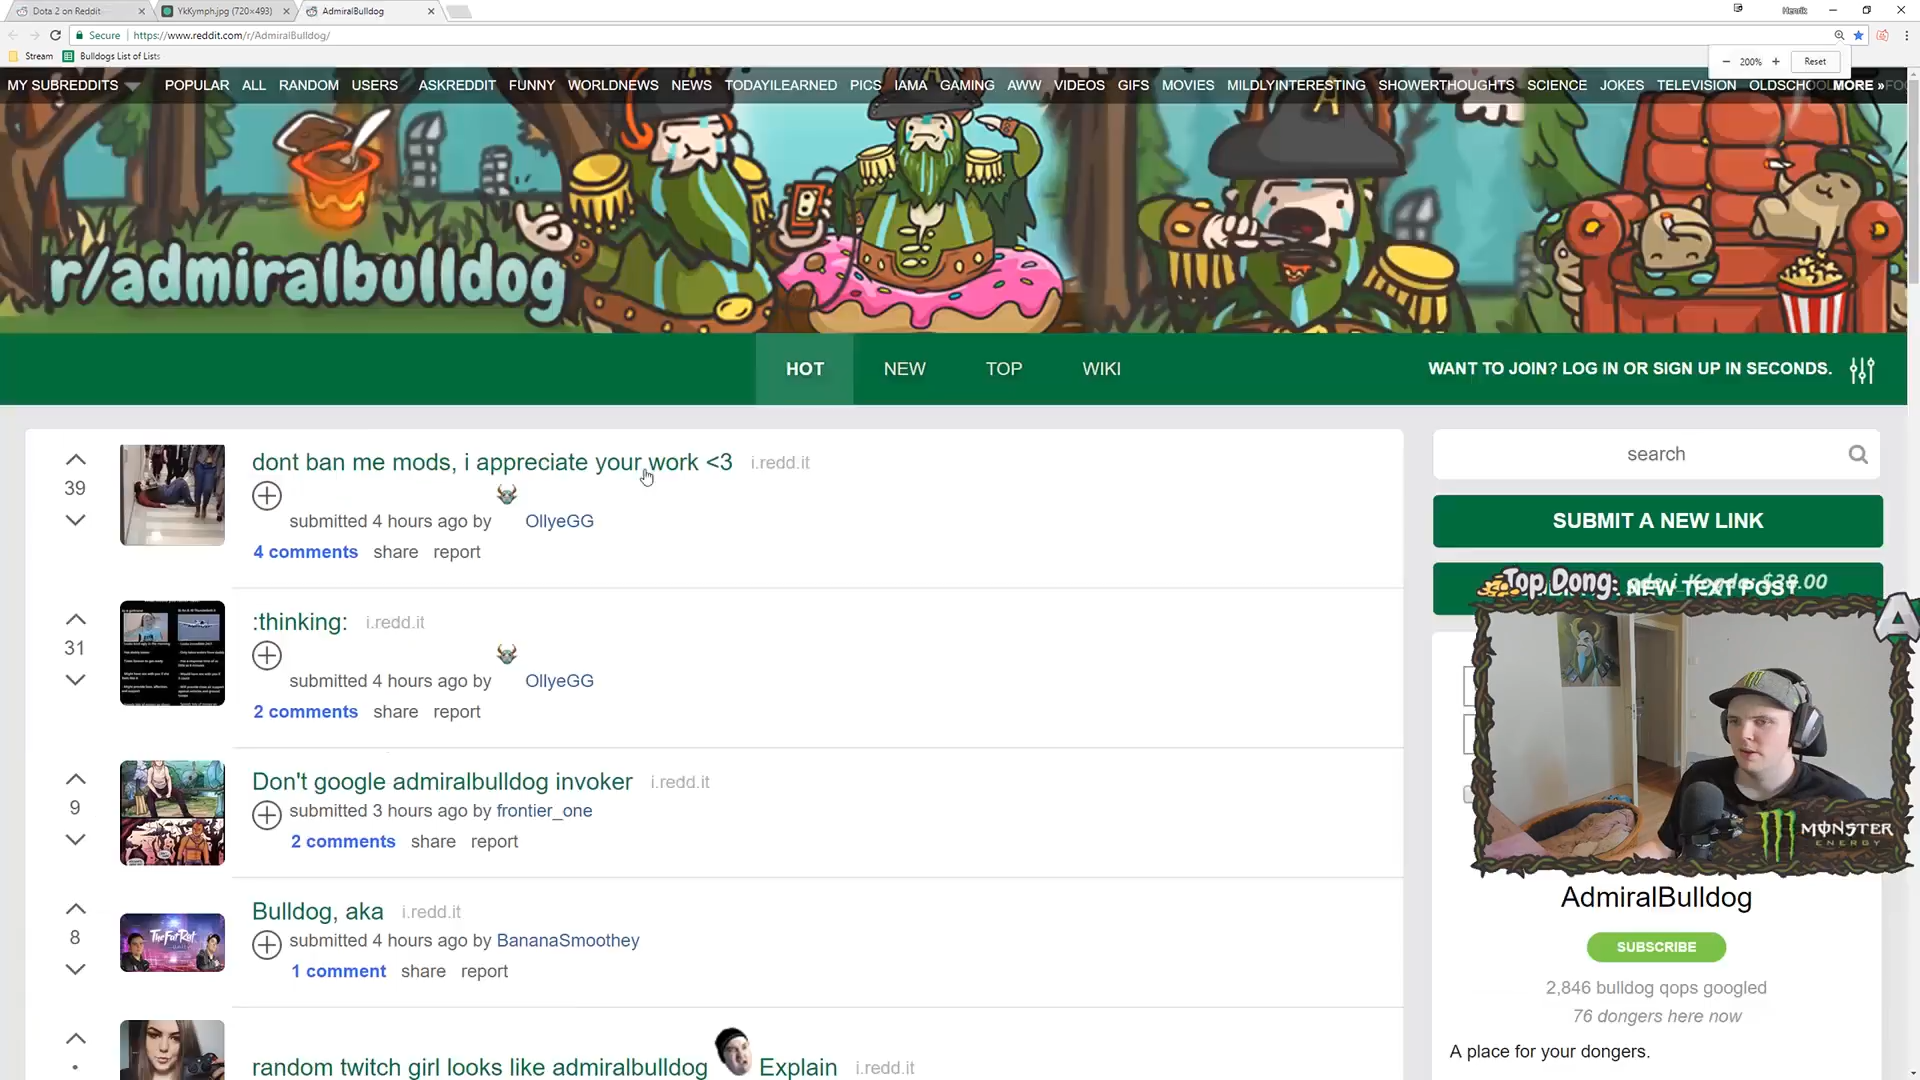 Dota 2 on Reddit
YkKymph.jpg (720×493)
AdmiralBulldog
Henrik
Secure
https://www.reddit.com/r/AdmiralBulldog/
Stream
Bulldogs List of Lists
200%
Reset
MY SUBREDDITS POPULAR ALL RANDOM USERS ASKREDDIT FUNNY WORLDNEWS NEWS TODAYILEARNED PICS IAMA GAMING AWW VIDEOS GIFS MOVIES MILDLYINTERESTING SHOWERTHOUGHTS SCIENCE JOKES TELEVISION OLDSCHOOL MORE »
r/admiralbulldog
HOT NEW TOP WIKI
WANT TO JOIN? LOG IN OR SIGN UP IN SECONDS.
39
dont ban me mods, i appreciate your work <3 i.redd.it
submitted 4 hours ago by OllyeGG
4 comments share report
31
:thinking: i.redd.it
submitted 4 hours ago by OllyeGG
2 comments share report
9
Don't google admiralbulldog invoker i.redd.it
submitted 3 hours ago by frontier_one
2 comments share report
8
Bulldog, aka i.redd.it
TheFatRat
submitted 4 hours ago by BananaSmoothey
1 comment share report
random twitch girl looks like admiralbulldog Explain i.redd.it
search
SUBMIT A NEW LINK
NEW TEXT POST
Top Dong: $39.00
MONSTER
ENERGY
AdmiralBulldog
SUBSCRIBE
2,846 bulldog qops googled
76 dongers here now
A place for your dongers.